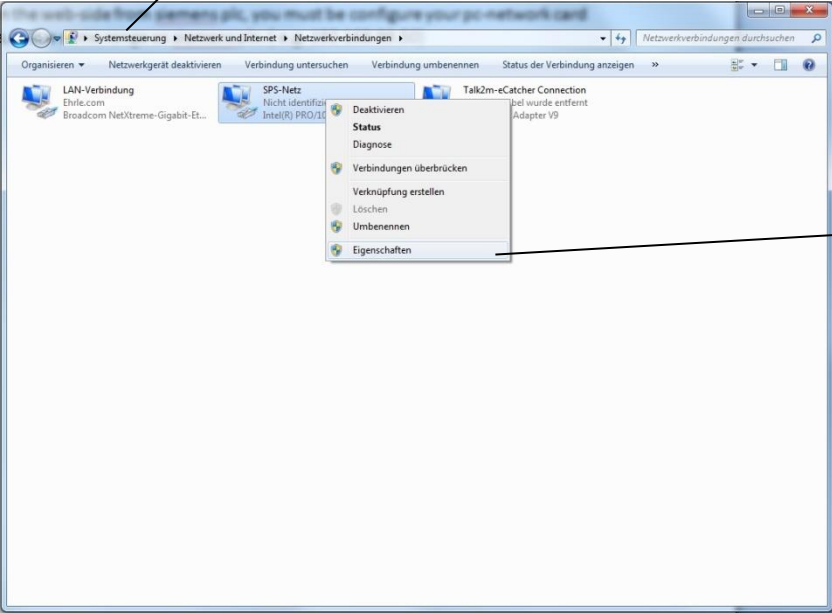 the web-side from siemens plc, you must be configure your pc-network card
Systemsteuerung Netzwerk und Internet Netzwerkverbindungen
Netzwerkverbindungen durchsuchen
Organisieren Netzwerkgerät deaktivieren Verbindung untersuchen Verbindung umbenennen Status der Verbindung anzeigen »
LAN-Verbindung
Ehrle.com
Broadcom NetXtreme-Gigabit-Et...
SPS-Netz
Nicht identifizie
Intel(R) PRO/10
Talk2m-eCatcher Connection
bel wurde entfernt
Adapter V9
Deaktivieren
Status
Diagnose
Verbindungen überbrücken
Verknüpfung erstellen
Löschen
Umbenennen
Eigenschaften